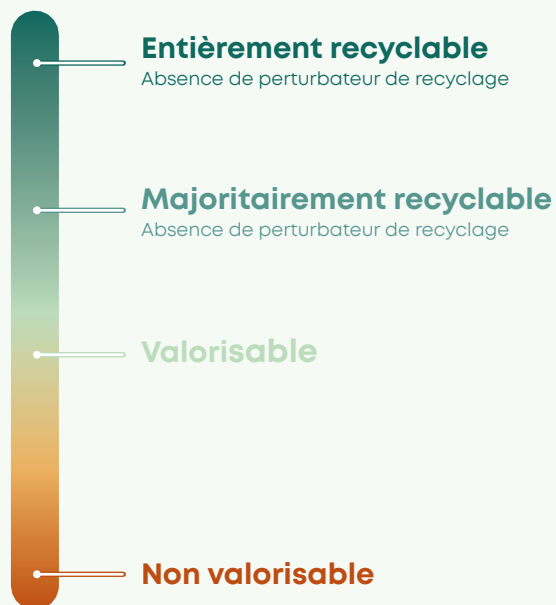 Entièrement recyclable
Absence de perturbateur de recyclage
Majoritairement recyclable
Absence de perturbateur de recyclage
Valorisable
Non valorisable